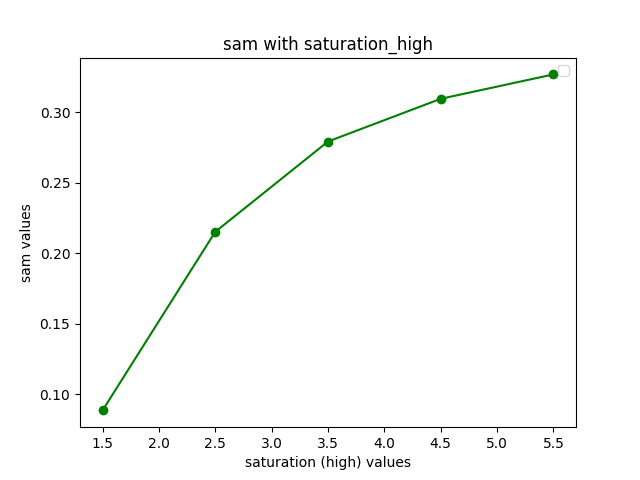 sam with saturation_high
0.30
0.25
0.20
0.15
0.10
sam values
1.5 2.0 2.5 3.0 3.5 4.0 4.5 5.0 5.5
saturation (high) values